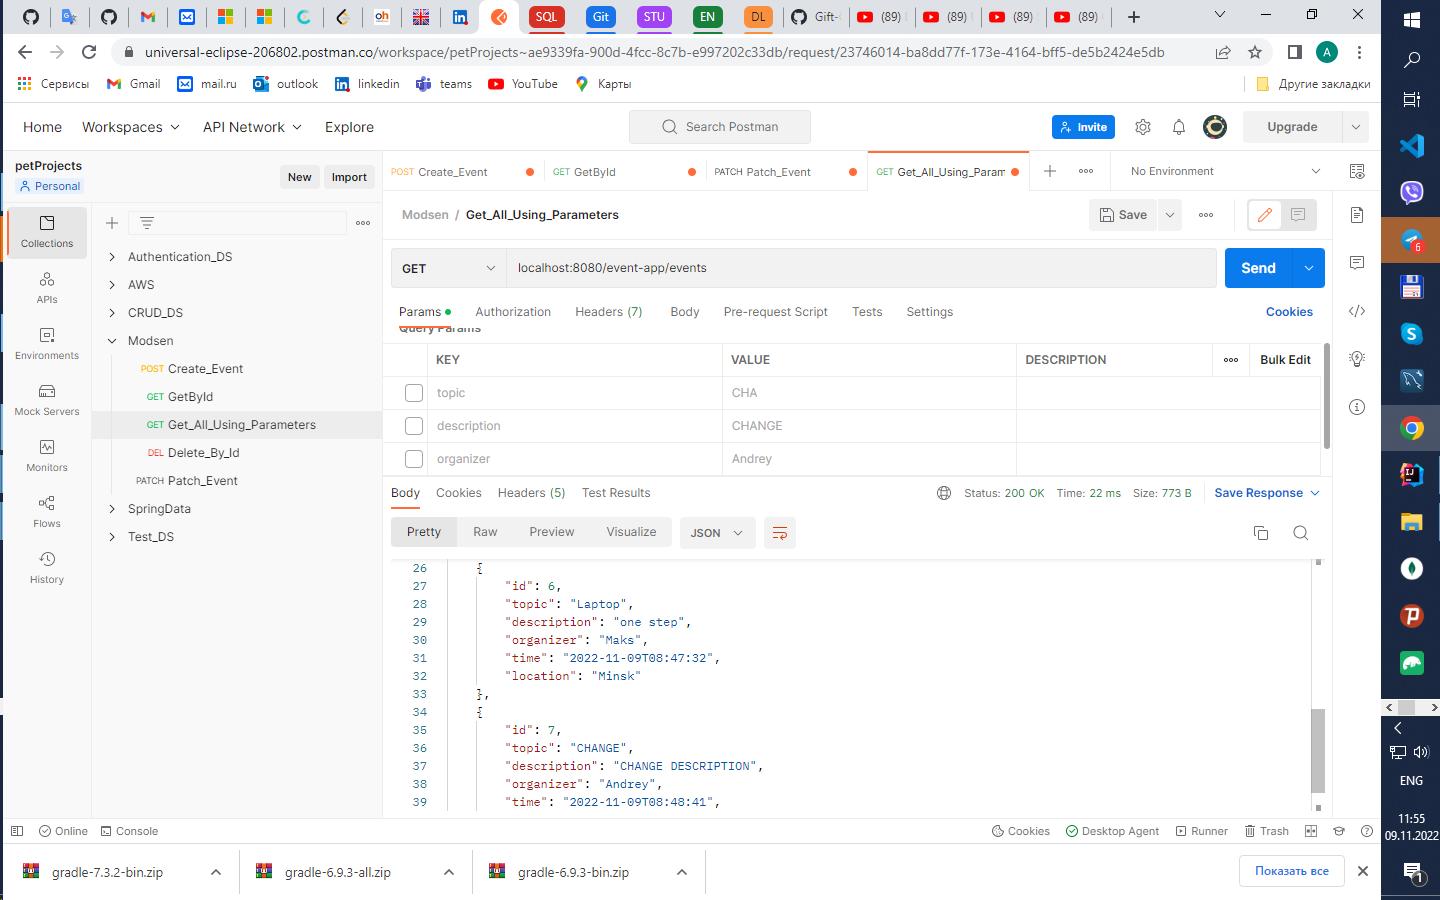 SQL
Git
STU
EN
DL
Gift-
(89)
(89)
(89)
(89)
universal-eclipse-206802.postman.co/workspace/petProjects~ae9339fa-900d-4fcc-8c7b-e997202c33db/request/23746014-ba8dd77f-173e-4164-bff5-de5b2424e5db
A
Сервисы
Gmail
mail.ru
outlook
linkedin
teams
YouTube
Карты
Другие закладки
Home
Workspaces
API Network
Explore
Search Postman
Invite
Upgrade
petProjects
Personal
New
Import
POST Create_Event
GET GetById
PATCH Patch_Event
GET Get_All_Using_Param
No Environment
Collections
APIs
Environments
Mock Servers
Monitors
Flows
History
Authentication_DS
AWS
CRUD_DS
Modsen
POST Create_Event
GET GetById
GET Get_All_Using_Parameters
DEL Delete_By_Id
PATCH Patch_Event
SpringData
Test_DS
Modsen / Get_All_Using_Parameters
Save
GET
localhost:8080/event-app/events
Send
Params
Authorization
Headers (7)
Body
Pre-request Script
Tests
Settings
Cookies
Query Params
KEY VALUE DESCRIPTION Bulk Edit
topic CHA
description CHANGE
organizer Andrey
Body
Cookies
Headers (5)
Test Results
Status: 200 OK
Time: 22 ms
Size: 773 B
Save Response
Pretty
Raw
Preview
Visualize
JSON
26 {
27 "id": 6,
28 "topic": "Laptop",
29 "description": "one step",
30 "organizer": "Maks",
31 "time": "2022-11-09T08:47:32",
32 "location": "Minsk"
33 },
34 {
35 "id": 7,
36 "topic": "CHANGE",
37 "description": "CHANGE DESCRIPTION",
38 "organizer": "Andrey",
39 "time": "2022-11-09T08:48:41",
Online
Console
Cookies
Desktop Agent
Runner
Trash
gradle-7.3.2-bin.zip
gradle-6.9.3-all.zip
gradle-6.9.3-bin.zip
Показать все
6
ENG
11:55
09.11.2022
1